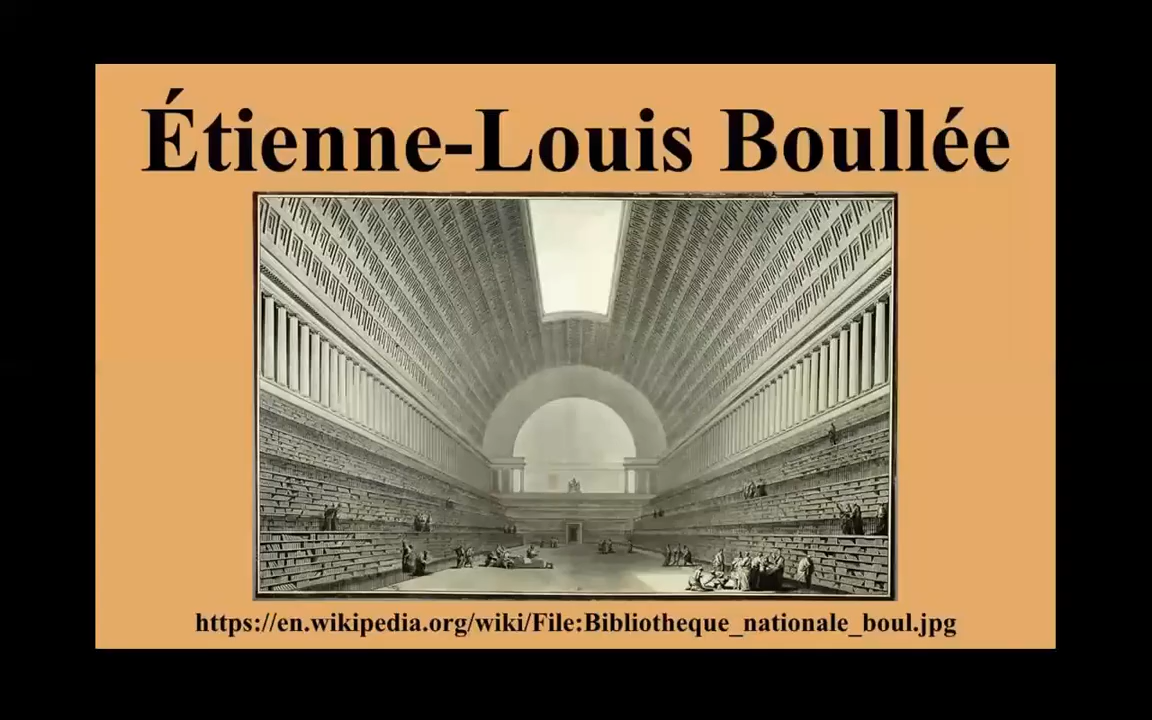 Étienne-Louis Boullée
https://en.wikipedia.org/wiki/File:Bibliotheque_nationale_boul.jpg